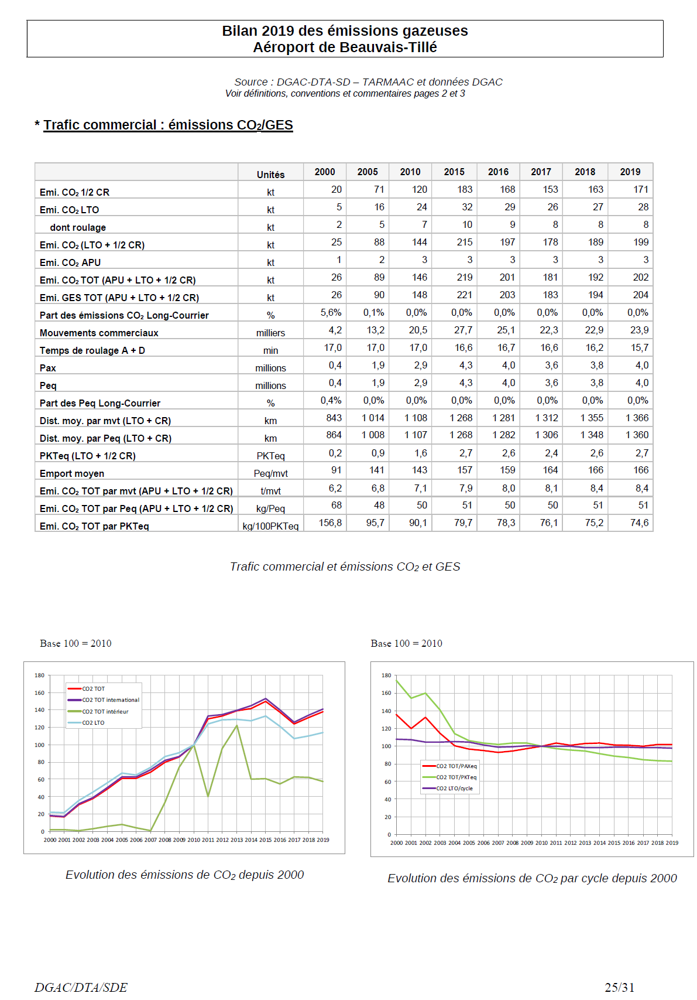 Bilan 2019 des émissions gazeuses
Aéroport de Beauvais-Tillé
Source : DGAC-DTA-SD – TARMAAC et données DGAC
Voir définitions, conventions et commentaires pages 2 et 3
* Trafic commercial : émissions CO2/GES
Unités 2000 2005 2010 2015 2016 2017 2018 2019
Emi. CO2 1/2 CR kt 20 71 120 183 168 153 163 171
Emi. CO2 LTO kt 5 16 24 32 29 26 27 28
dont roulage kt 2 5 7 10 9 8 8 8
Emi. CO2 (LTO + 1/2 CR) kt 25 88 144 215 197 178 189 199
Emi. CO2 APU kt 1 2 3 3 3 3 3 3
Emi. CO2 TOT (APU + LTO + 1/2 CR) kt 26 89 146 219 201 181 192 202
Emi. GES TOT (APU + LTO + 1/2 CR) kt 26 90 148 221 203 183 194 204
Part des émissions CO2 Long-Courrier % 5,6% 0,1% 0,0% 0,0% 0,0% 0,0% 0,0% 0,0%
Mouvements commerciaux milliers 4,2 13,2 20,5 27,7 25,1 22,3 22,9 23,9
Temps de roulage A + D min 17,0 17,0 17,0 16,6 16,7 16,6 16,2 15,7
Pax millions 0,4 1,9 2,9 4,3 4,0 3,6 3,8 4,0
Peq millions 0,4 1,9 2,9 4,3 4,0 3,6 3,8 4,0
Part des Peq Long-Courrier % 0,4% 0,0% 0,0% 0,0% 0,0% 0,0% 0,0% 0,0%
Dist. moy. par mvt (LTO + CR) km 843 1 014 1 108 1 268 1 281 1 312 1 355 1 366
Dist. moy. par Peq (LTO + CR) km 864 1 008 1 107 1 268 1 282 1 306 1 348 1 360
PKTeq (LTO + 1/2 CR) PKTeq 0,2 0,9 1,6 2,7 2,6 2,4 2,6 2,7
Emport moyen Peq/mvt 91 141 143 157 159 164 166 166
Emi. CO2 TOT par mvt (APU + LTO + 1/2 CR) t/mvt 6,2 6,8 7,1 7,9 8,0 8,1 8,4 8,4
Emi. CO2 TOT par Peq (APU + LTO + 1/2 CR) kg/Peq 68 48 50 51 50 50 51 51
Emi. CO2 TOT par PKTeq kg/100PKTeq 156,8 95,7 90,1 79,7 78,3 76,1 75,2 74,6
Trafic commercial et émissions CO2 et GES
Base 100 = 2010
180
160
140
120
100
80
60
40
20
0
CO2 TOT
CO2 TOT international
CO2 TOT intérieur
CO2 LTO
2000 2001 2002 2003 2004 2005 2006 2007 2008 2009 2010 2011 2012 2013 2014 2015 2016 2017 2018 2019
Evolution des émissions de CO2 depuis 2000
Base 100 = 2010
180
160
140
120
100
80
60
40
20
0
CO2 TOT/PAXeq
CO2 TOT/PKTeq
CO2 LTO/cycle
2000 2001 2002 2003 2004 2005 2006 2007 2008 2009 2010 2011 2012 2013 2014 2015 2016 2017 2018 2019
Evolution des émissions de CO2 par cycle depuis 2000
DGAC/DTA/SDE 25/31